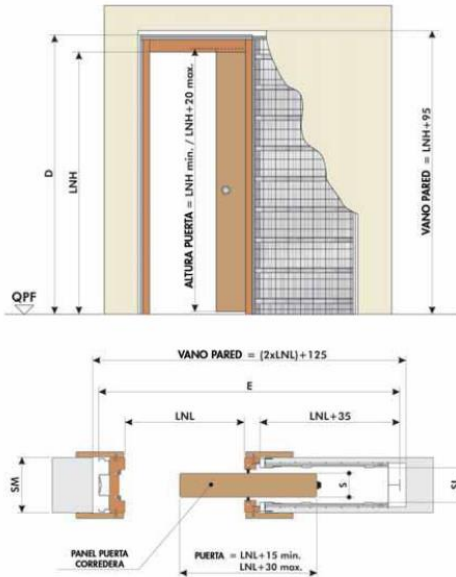 D
LNH
ALTURA PUERTA = LNH min. / LNH+20 max.
VANO PARED = LNH+95
QPF
VANO PARED = (2xLNL)+125
E
LNL
LNL+35
SM
S
PANEL PUERTA
CORREDERA
PUERTA = LNL+15 min.
LNL+30 max.